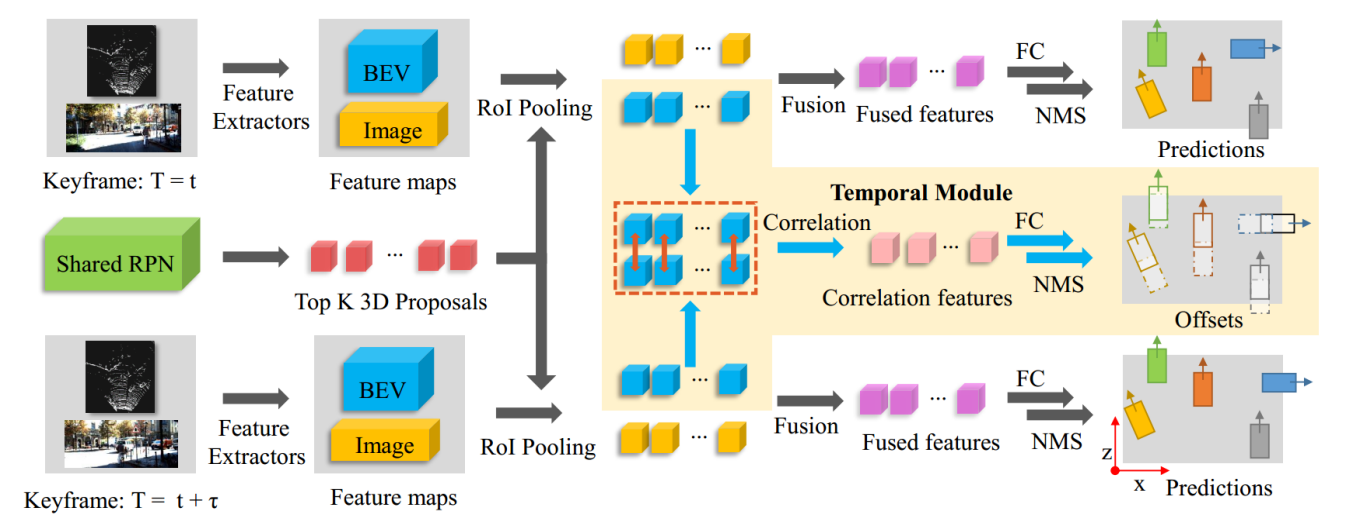 BEV
Image
Feature
Extractors
RoI Pooling
Fusion
Fused features
FC
NMS
Predictions
Keyframe: T = t
Feature maps
Temporal Module
Shared RPN
Top K 3D Proposals
Correlation
Correlation features
FC
NMS
Offsets
BEV
Image
Feature
Extractors
RoI Pooling
Fusion
Fused features
FC
NMS
Z
X
Predictions
Keyframe: T = t + τ
Feature maps